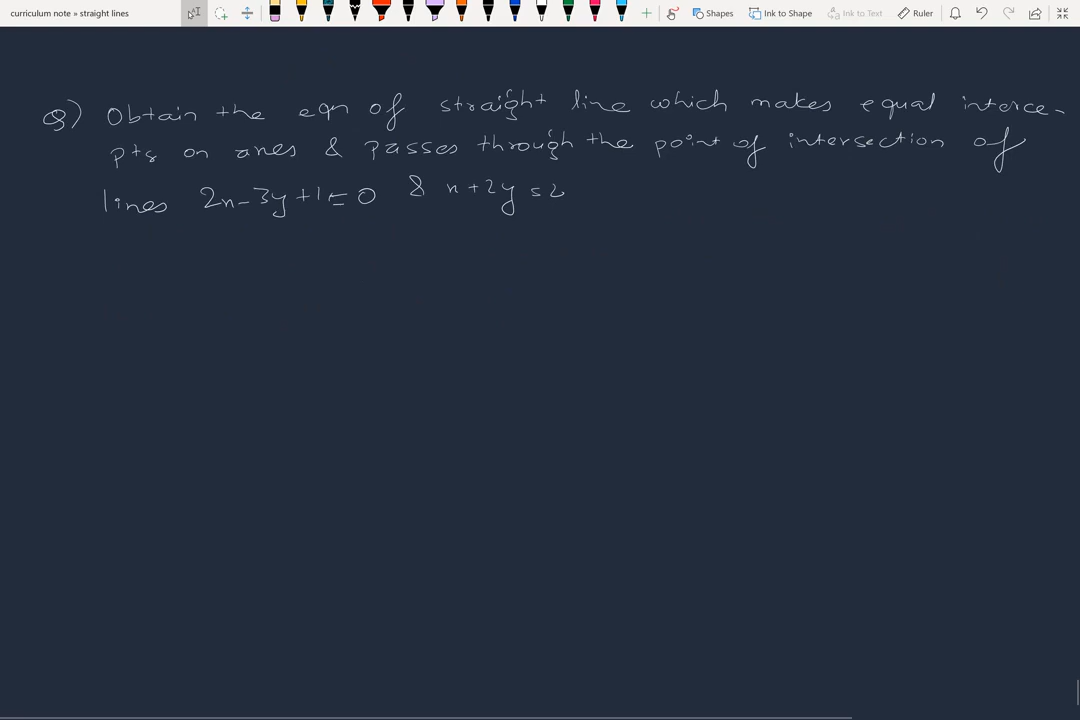 curriculum note » straight lines
Shapes Ink to Shape Ink to Text Ruler
Q) Obtain the eqn of straight line which makes equal interce-
pts on axes & passes through the point of intersection of
lines 2x-3y+1=0 & x+2y=2